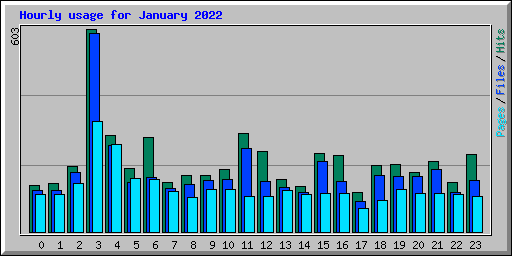 Hourly usage for January 2022
603
Pages / Files / Hits
0 1 2 3 4 5 6 7 8 9 10 11 12 13 14 15 16 17 18 19 20 21 22 23